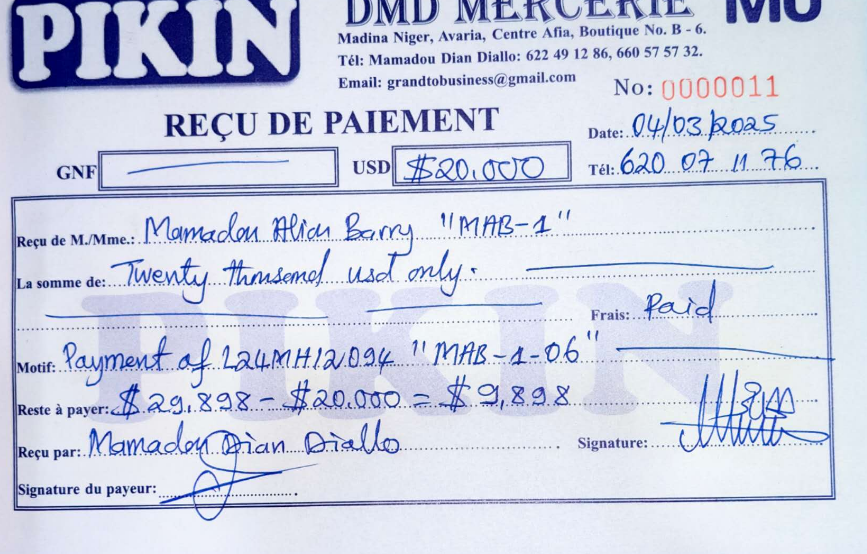 PIKIN
DMD MERCERIE MO
Madina Niger, Avaria, Centre Afia, Boutique No. B - 6.
Tél: Mamadou Dian Diallo: 622 49 12 86, 660 57 57 32.
Email: grandtobusiness@gmail.com
No: 0000011
REÇU DE PAIEMENT
Date: 04/03/2025
GNF USD $20.000 Tél: 620 07 11 76
Reçu de M./Mme.: Mamadou Aliou Barry "MAB-1"
La somme de: Twenty thousand usd only.
Frais: Paid
Motif: Payment of L24MH12094 "MAB-1-06"
Reste à payer: $29,898 - $20.000 = $9,898
Reçu par: Mamadou Dian Diallo Signature:
Signature du payeur:
PIKIN